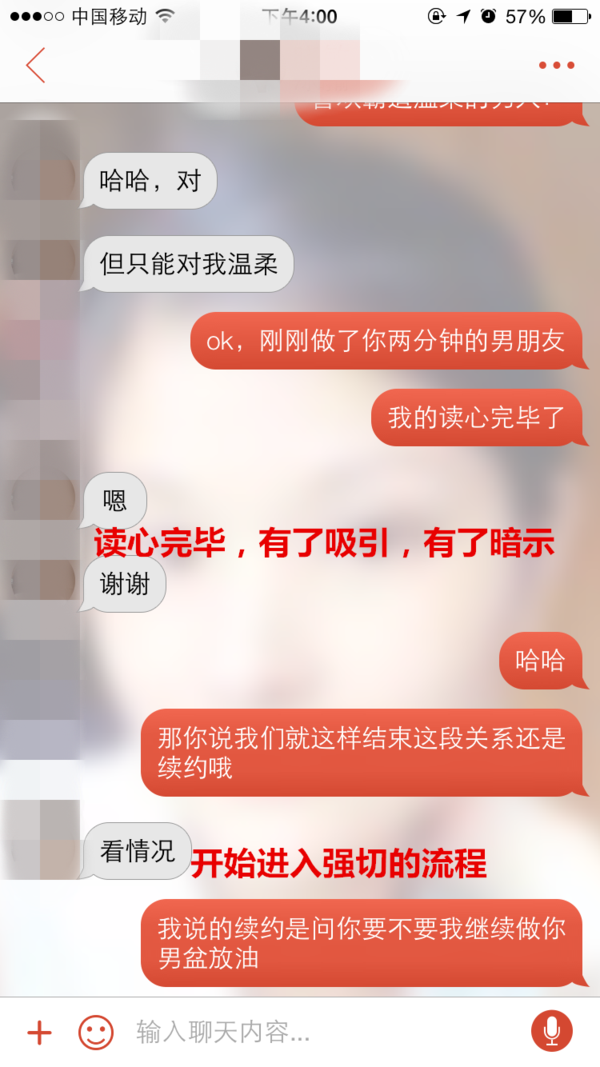 中国移动
下午4:00
57%
哈哈，对
但只能对我温柔
ok，刚刚做了你两分钟的男朋友
我的读心完毕了
嗯
读心完毕，有了吸引，有了暗示
谢谢
哈哈
那你说我们就这样结束这段关系还是
续约哦
看情况
开始进入强切的流程
我说的续约是问你要不要我继续做你
男盆放油
输入聊天内容...